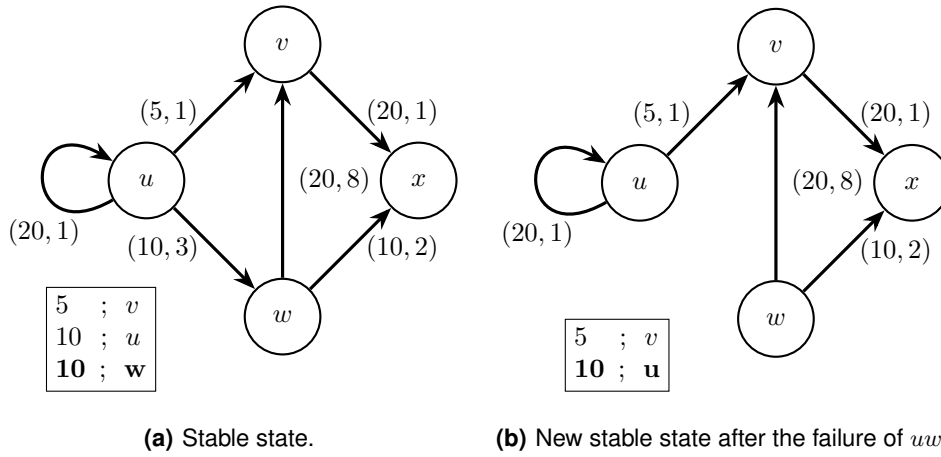 v
(5, 1)
(20, 1)
u
(20, 8)
x
(20, 1)
(10, 3)
(10, 2)
w
5 ; v
10 ; u
10 ; w
(a) Stable state.
v
(5, 1)
(20, 1)
u
(20, 8)
x
(20, 1)
(10, 2)
w
5 ; v
10 ; u
(b) New stable state after the failure of uw